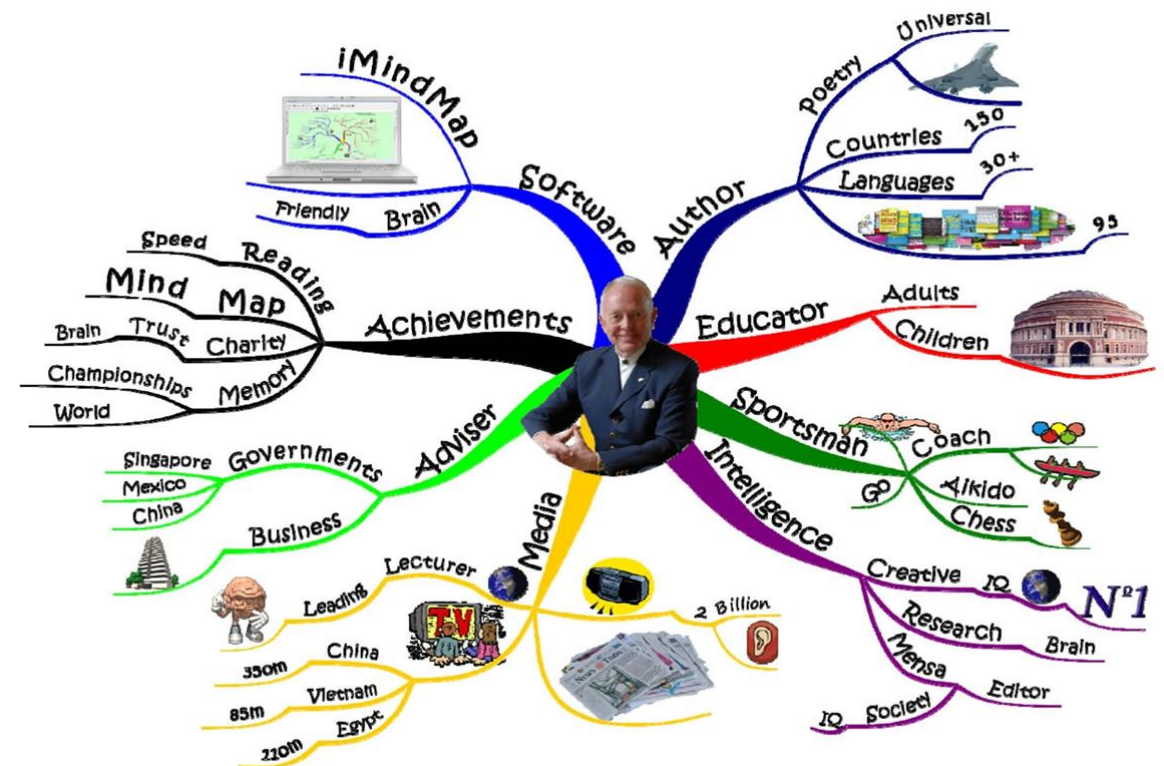 iMindMap
Software
Friendly Brain
Author
Poetry
Universal
Countries 150
Languages 30+
95
Educator
Adults
Children
Sportsman
Coach
Aikido
Chess
Go
Intelligence
Creative IQ Nº1
Research Brain
Mensa
Editor
Society
IQ
Media
Lecturer
Leading
TV
2 Billion
China
350m
Vietnam
85m
Egypt
110m
Adviser
Governments
Singapore
Mexico
China
Business
Achievements
Speed Reading
Mind Map
Brain Trust Charity
Memory
Championships
World